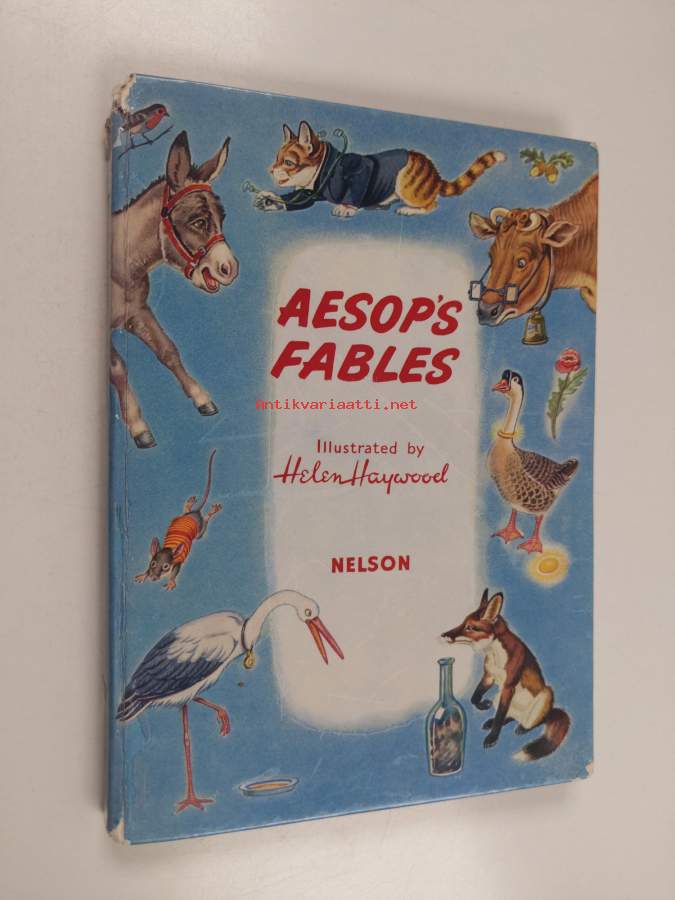 AESOP'S
FABLES
Antikvariaatti.net
Illustrated by
Helen Haywood
NELSON